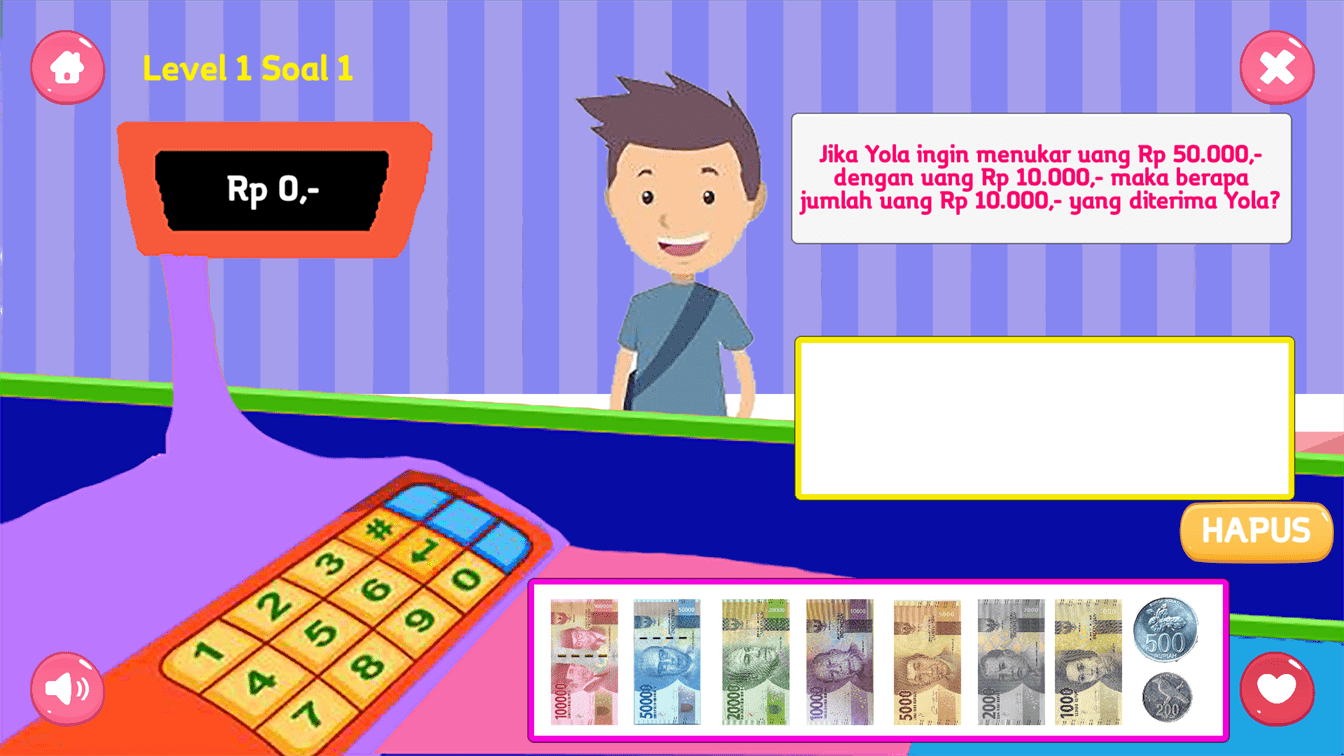 Level 1 Soal 1
Rp 0,-
Jika Yola ingin menukar uang Rp 50.000,-
dengan uang Rp 10.000,- maka berapa
jumlah uang Rp 10.000,- yang diterima Yola?
HAPUS
#
3 6 0
2 5 9
1 4 8
7
100000
50000
20000
10000
5000
2000
1000
500
RUPIAH
200